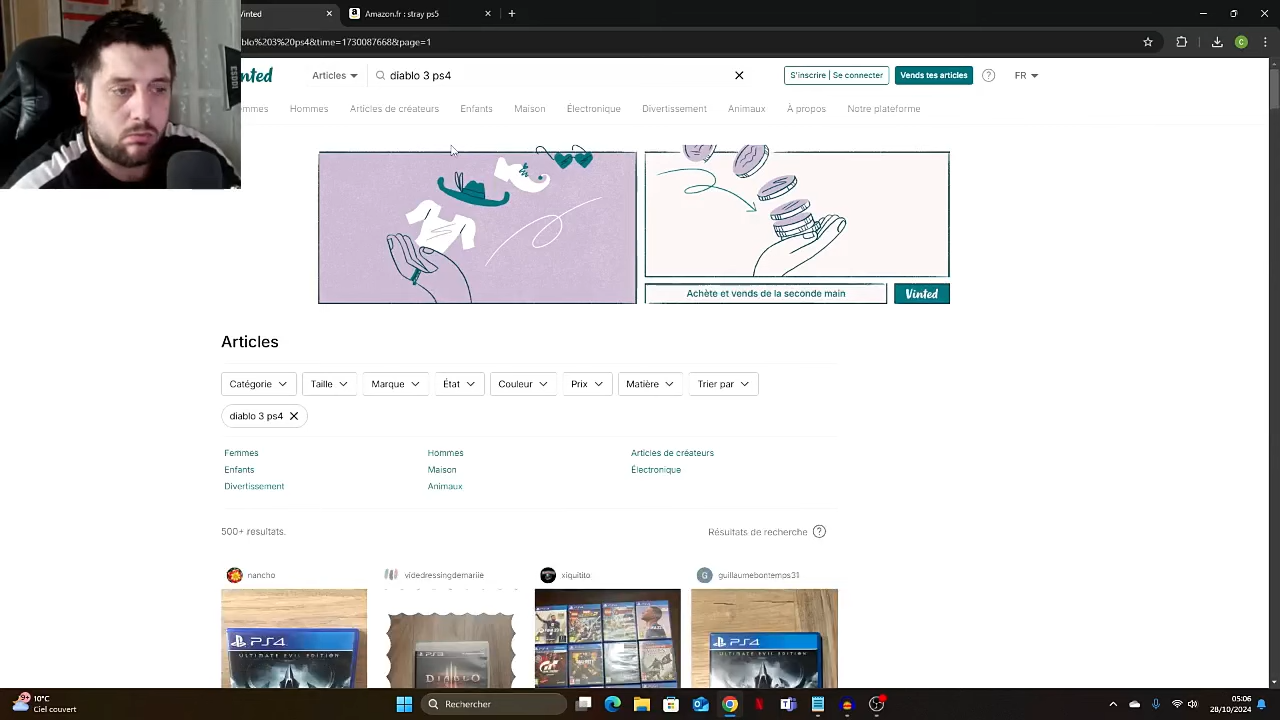 Vinted
Amazon.fr : stray ps5
blo%203%20ps4&time=1730087668&page=1
C
nted
Articles
diablo 3 ps4
S'inscrire | Se connecter
Vends tes articles
?
FR
emmes
Hommes
Articles de créateurs
Enfants
Maison
Électronique
Divertissement
Animaux
À propos
Notre plateforme
Achète et vends de la seconde main
Vinted
Articles
Catégorie
Taille
Marque
État
Couleur
Prix
Matière
Trier par
diablo 3 ps4
Femmes
Hommes
Articles de créateurs
Enfants
Maison
Électronique
Divertissement
Animaux
500+ résultats.
Résultats de recherche
?
nancho
videdressingdemariie
xiquitito
G
guillaumebontemps31
PS4
ULTIMATE EVIL EDITION
DIABLO
PS4
ULTIMATE EVIL EDITION
10°C
Ciel couvert
Rechercher
05:06
28/10/2024